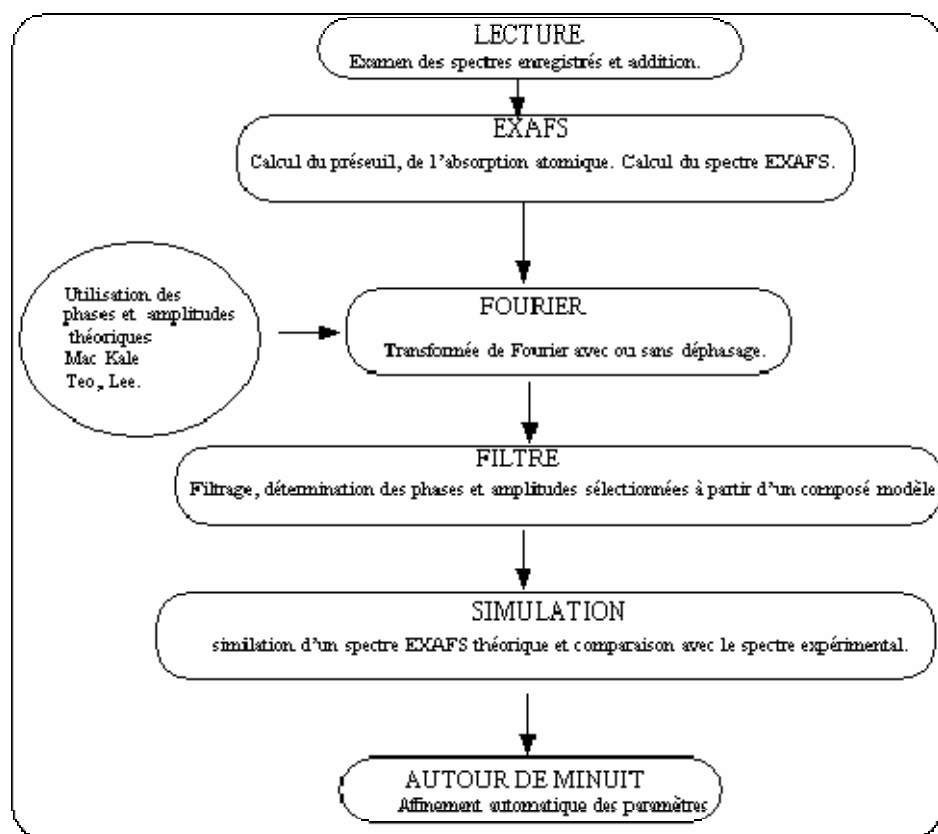 LECTURE
Examen des spectres enregistrés et addition.
EXAFS
Calcul du préseuil, de l'absorption atomique. Calcul du spectre EXAFS.
Utilisation des
phases et amplitudes
théoriques
Mac Kale
Teo, Lee.
FOURIER
Transformée de Fourier avec ou sans déphasage.
FILTRE
Filtrage, détermination des phases et amplitudes sélectionnées à partir d'un composé modèle
SIMULATION
similation d'un spectre EXAFS théorique et comparaison avec le spectre expérimental.
AUTOUR DE MINUIT
Affinement automatique des paramètres